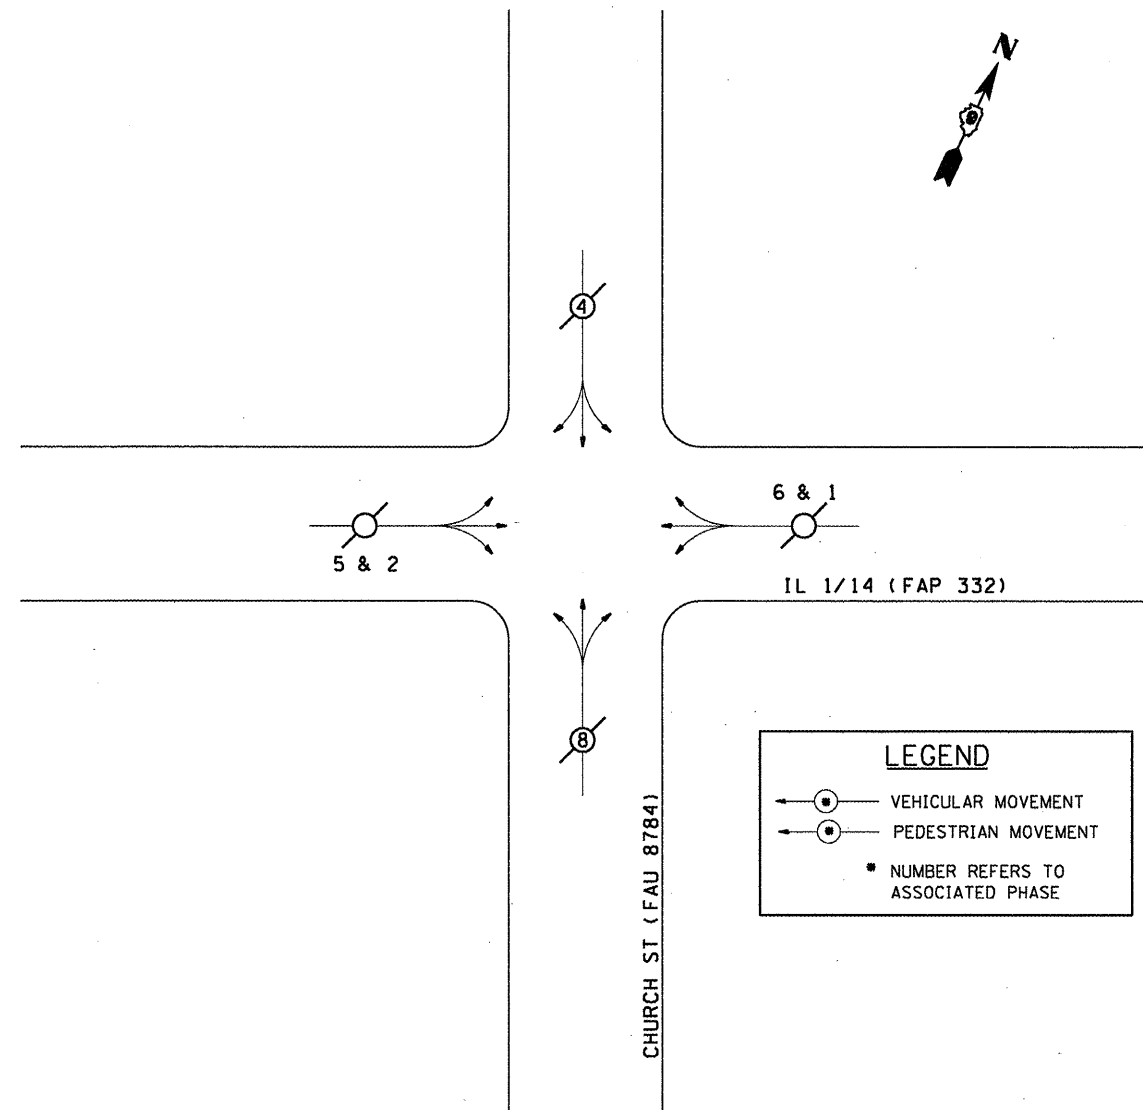 N
4
6 & 1
5 & 2
IL 1/14 (FAP 332)
8
CHURCH ST (FAU 8784)
LEGEND
* VEHICULAR MOVEMENT
* PEDESTRIAN MOVEMENT
* NUMBER REFERS TO
ASSOCIATED PHASE